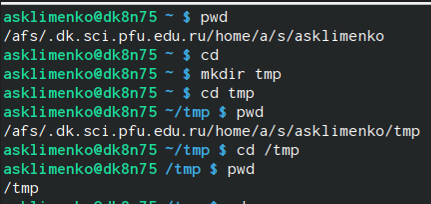 asklimenko@dk8n75 ~ $ pwd
/afs/.dk.sci.pfu.edu.ru/home/a/s/asklimenko
asklimenko@dk8n75 ~ $ cd
asklimenko@dk8n75 ~ $ mkdir tmp
asklimenko@dk8n75 ~ $ cd tmp
asklimenko@dk8n75 ~/tmp $ pwd
/afs/.dk.sci.pfu.edu.ru/home/a/s/asklimenko/tmp
asklimenko@dk8n75 ~/tmp $ cd /tmp
asklimenko@dk8n75 /tmp $ pwd
/tmp